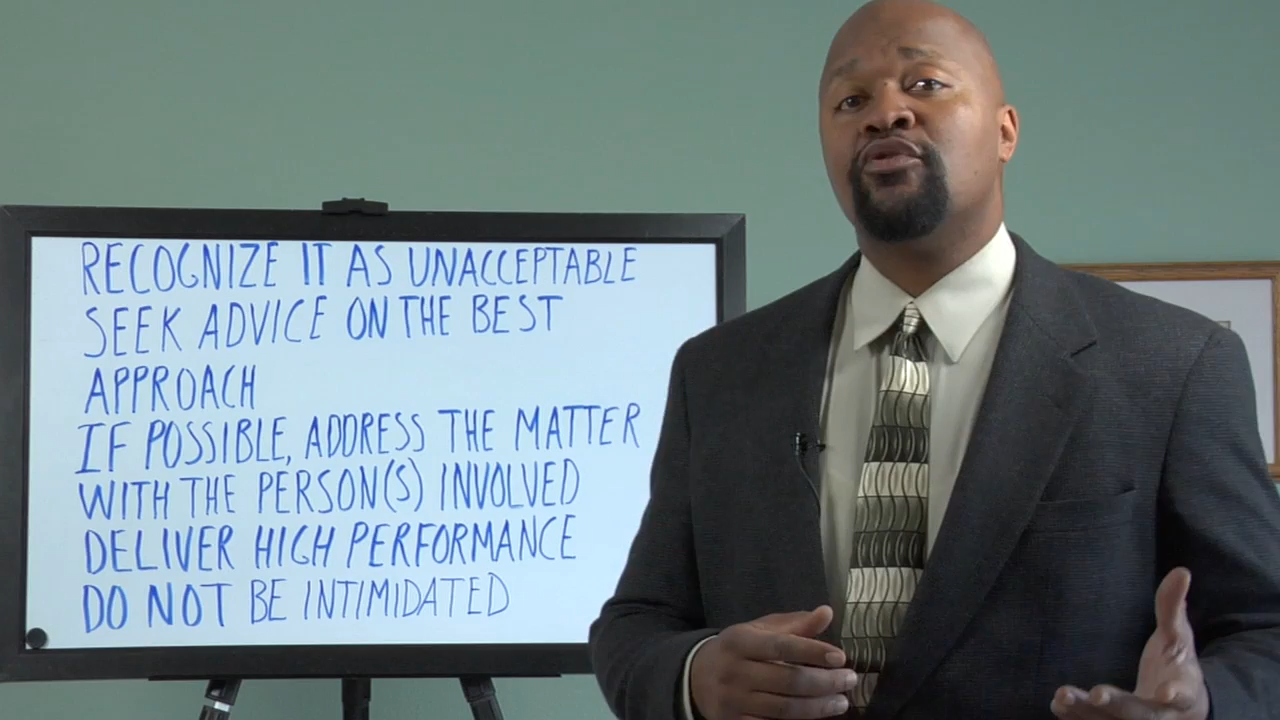 RECOGNIZE IT AS UNACCEPTABLE
SEEK ADVICE ON THE BEST
APPROACH
IF POSSIBLE, ADDRESS THE MATTER
WITH THE PERSON(S) INVOLVED
DELIVER HIGH PERFORMANCE
DO NOT BE INTIMIDATED